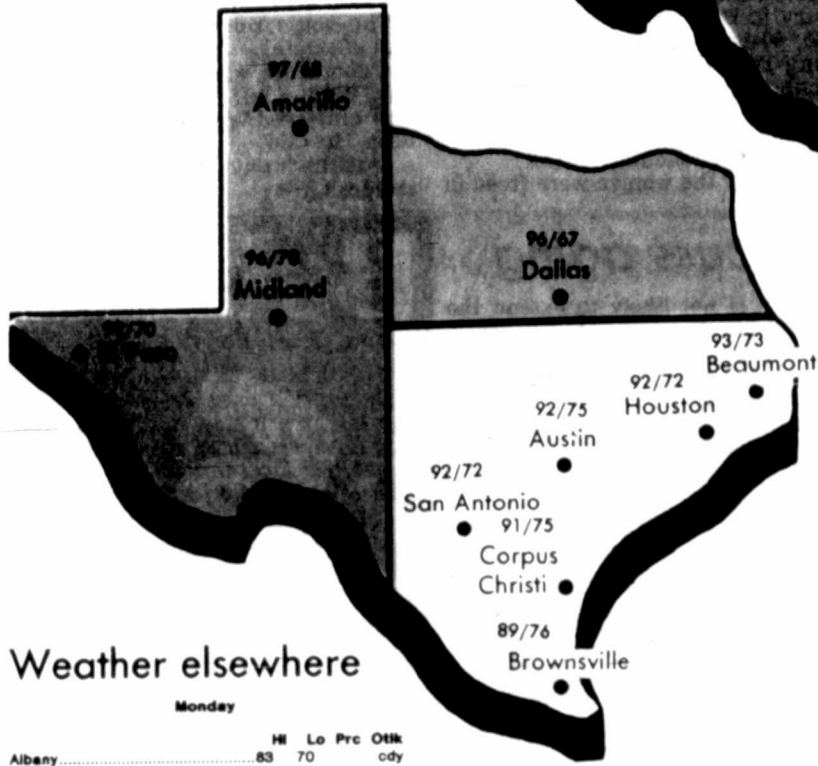 97/68
Amarillo
96/67
Dallas
Midland
93/73
Beaumont
92/72
Houston
92/75
Austin
92/72
San Antonio
91/75
Corpus
Christi
89/76
Brownsville
Weather elsewhere
Monday
Hi Lo Prc Otlk
Albany 83 70 cdy